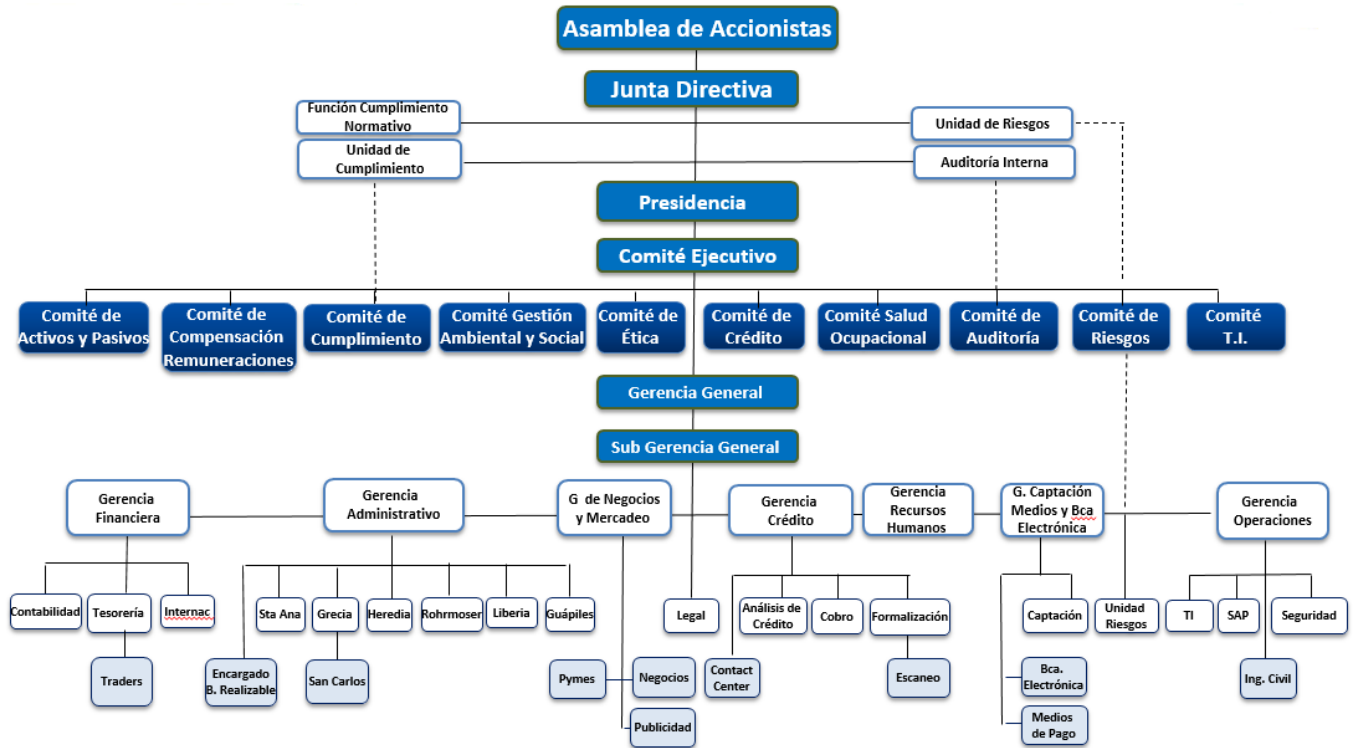 Asamblea de Accionistas
Junta Directiva
Función Cumplimiento
Normativo
Unidad de Riesgos
Unidad de
Cumplimiento
Auditoría Interna
Presidencia
Comité Ejecutivo
Comité de
Activos y Pasivos
Comité de
Compensación
Remuneraciones
Comité de
Cumplimiento
Comité Gestión
Ambiental y Social
Comité de
Ética
Comité de
Crédito
Comité Salud
Ocupacional
Comité de
Auditoría
Comité de
Riesgos
Comité
T.I.
Gerencia General
Sub Gerencia General
Gerencia
Financiera
Gerencia
Administrativo
G de Negocios
y Mercadeo
Gerencia
Crédito
Gerencia
Recursos
Humanos
G. Captación
Medios y Bca
Electrónica
Gerencia
Operaciones
Contabilidad
Tesorería
Internac
Sta Ana
Grecia
Heredia
Rohrmoser
Liberia
Guápiles
Legal
Análisis de
Crédito
Cobro
Formalización
Captación
Unidad
Riesgos
TI
SAP
Seguridad
Traders
Encargado
B. Realizable
San Carlos
Pymes
Negocios
Publicidad
Contact
Center
Escaneo
Bca.
Electrónica
Medios
de Pago
Ing. Civil